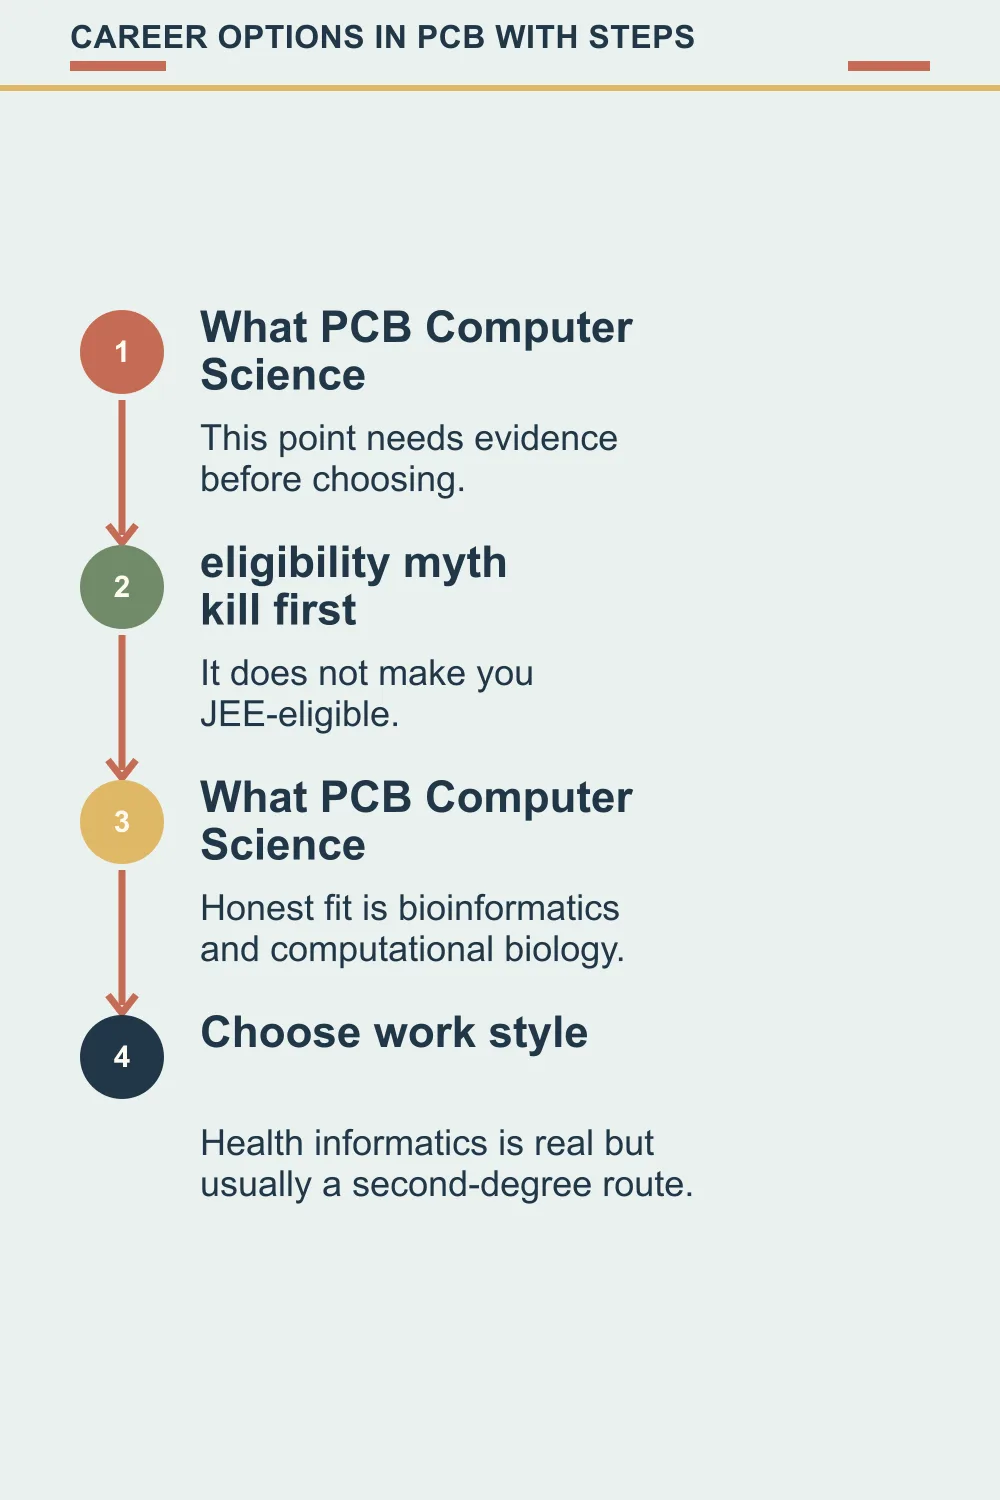 CAREER OPTIONS IN PCB WITH STEPS
1
What PCB Computer
Science
This point needs evidence
before choosing.
2
eligibility myth
kill first
It does not make you
JEE-eligible.
3
What PCB Computer
Science
Honest fit is bioinformatics
and computational biology.
4
Choose work style
Health informatics is real but
usually a second-degree route.